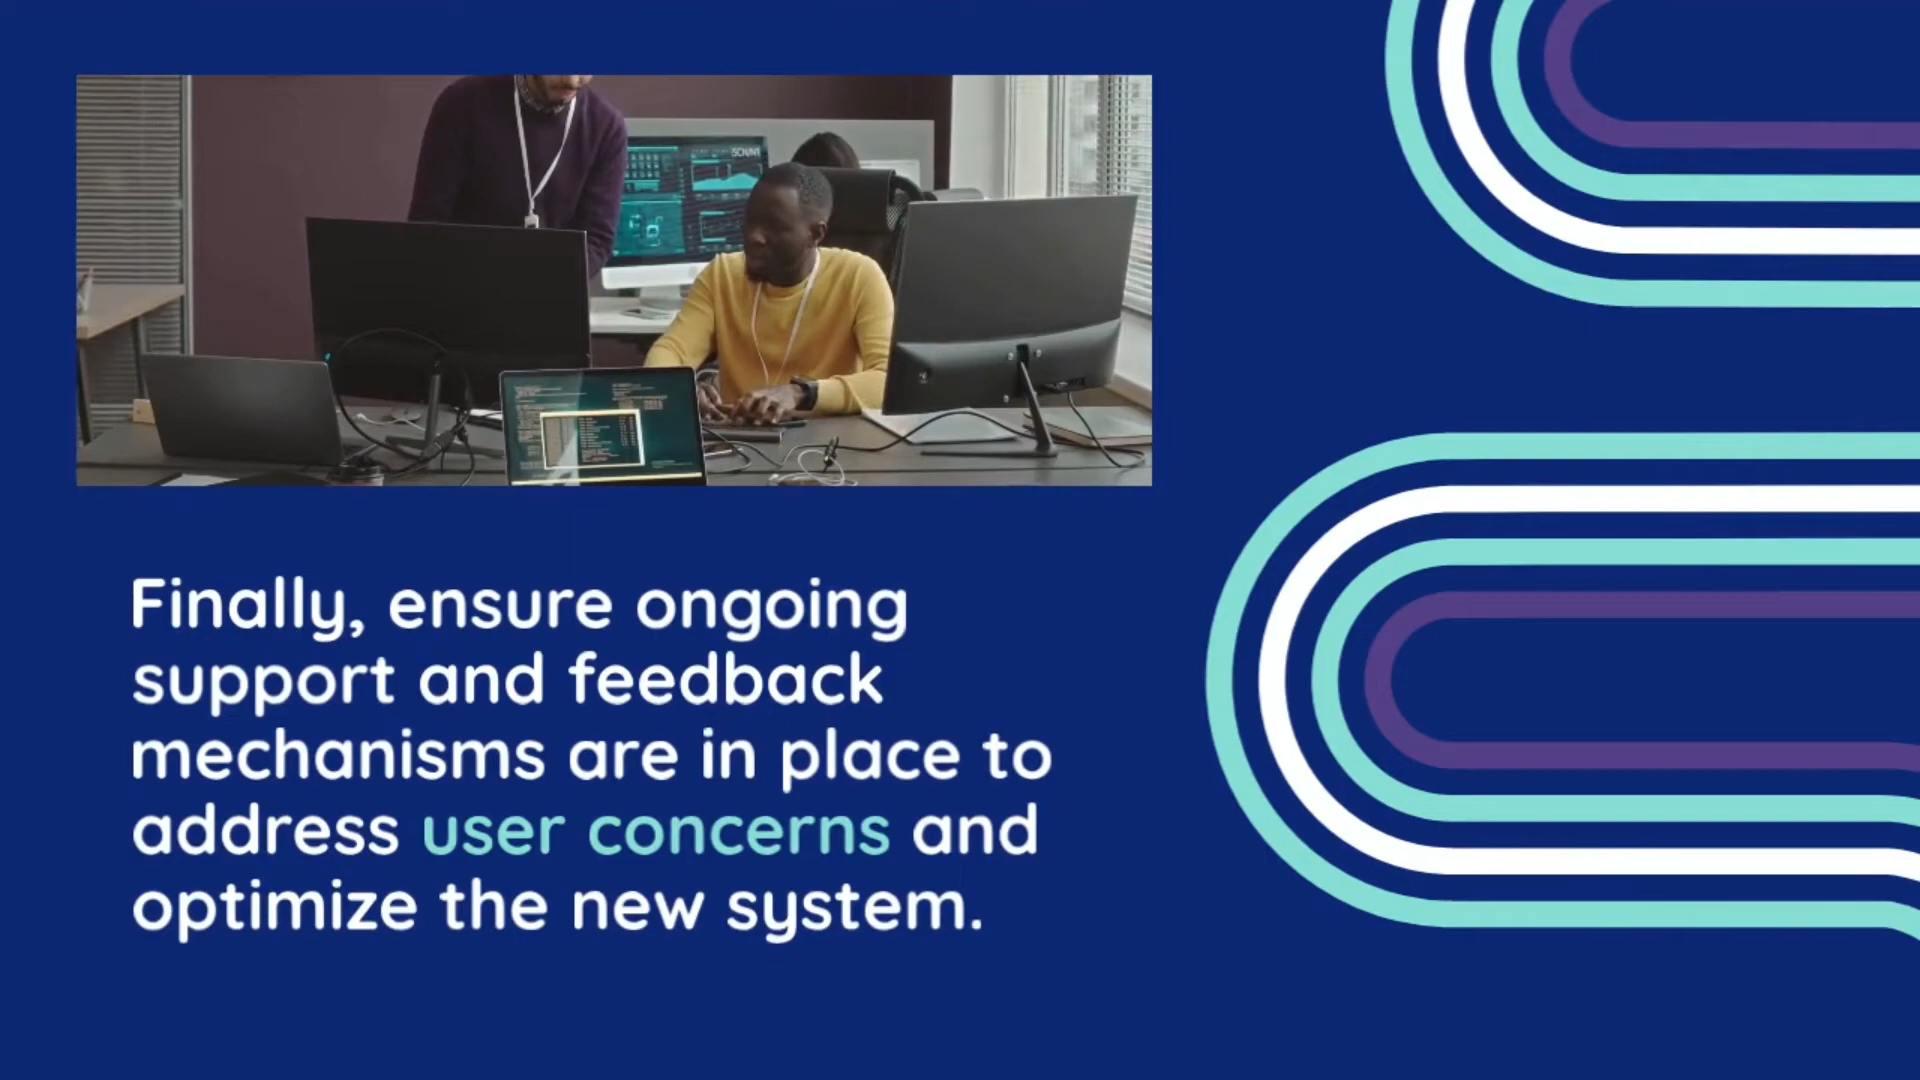 Finally, ensure ongoing
support and feedback
mechanisms are in place to
address user concerns and
optimize the new system.